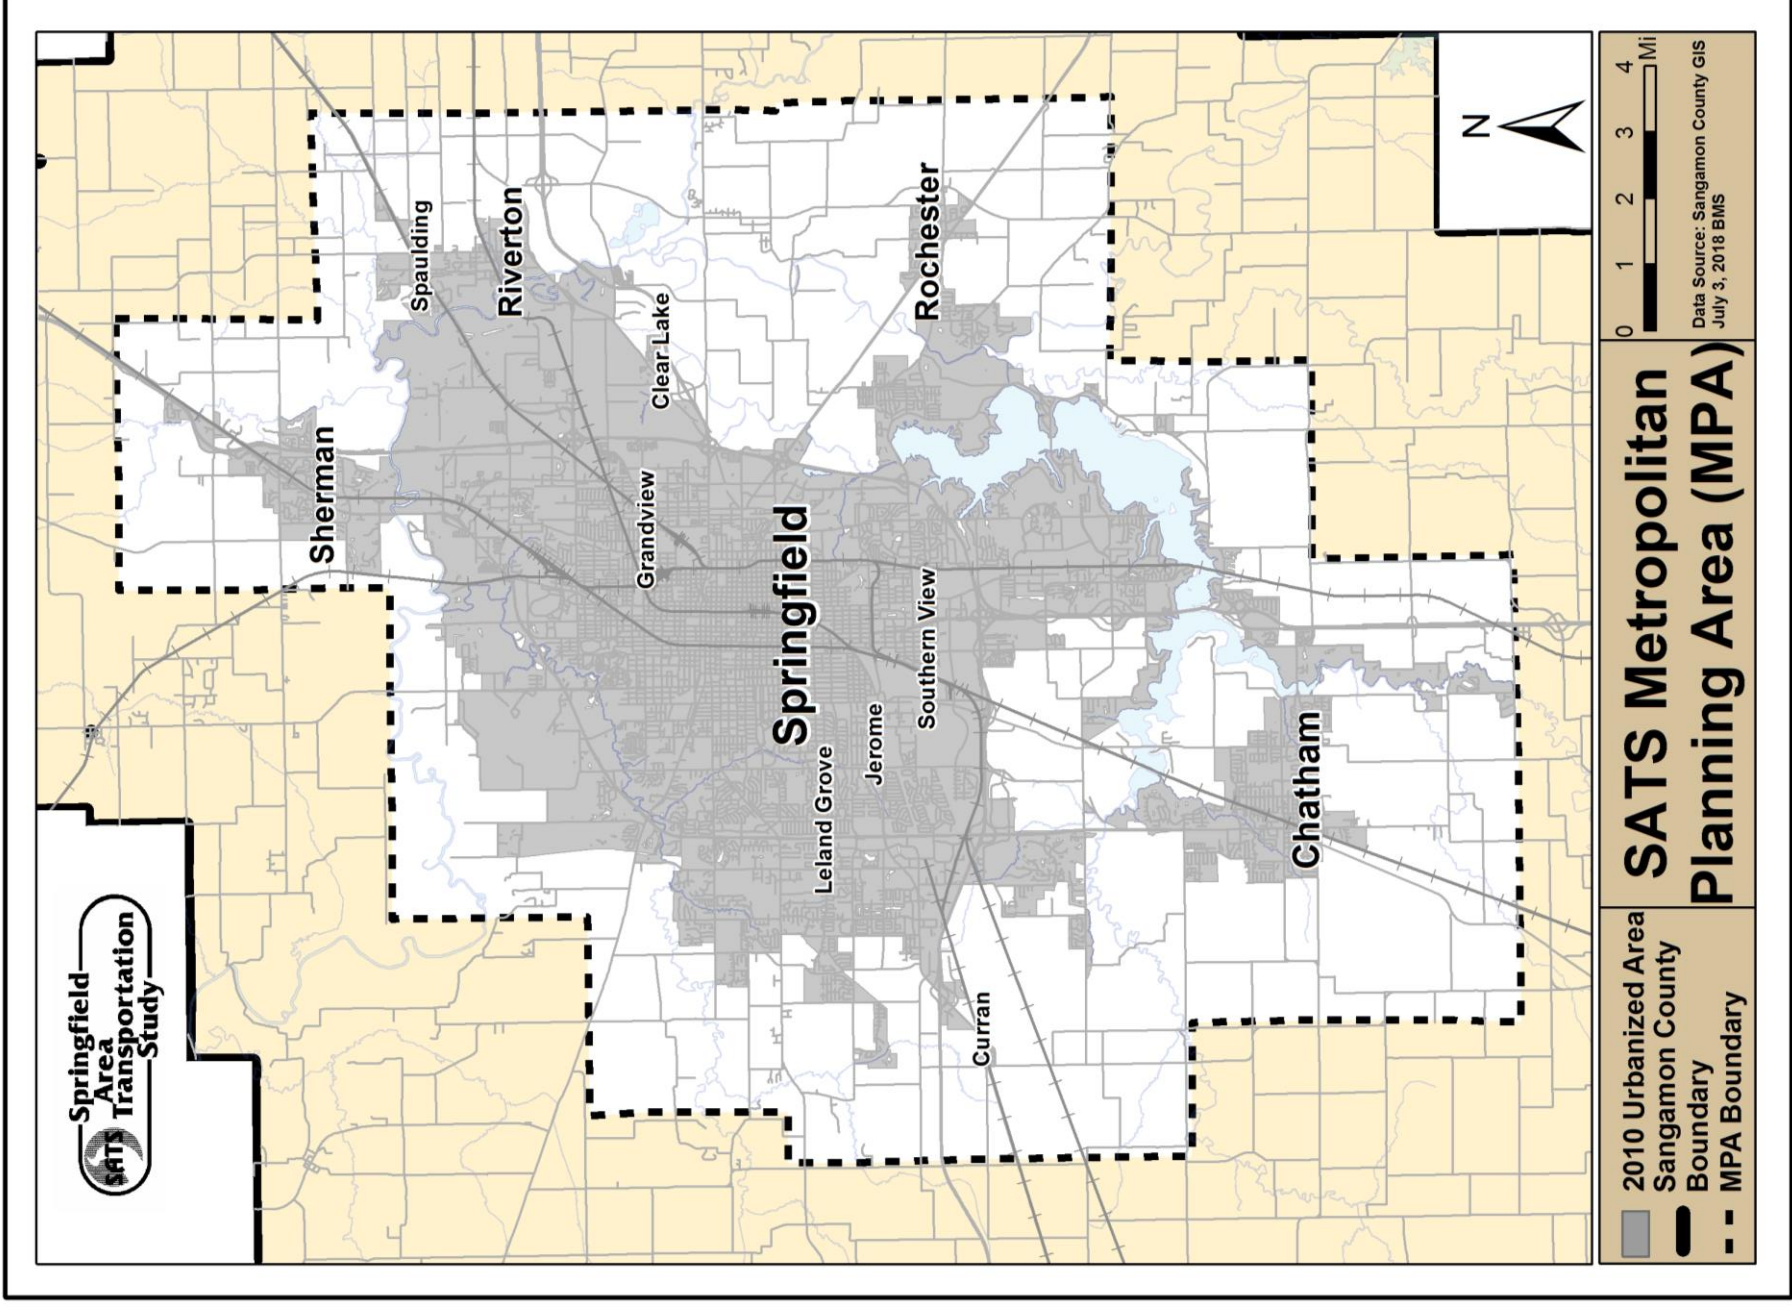 Springfield
Area
Transportation
Study
SATS
Sherman
Spaulding
Riverton
Clear Lake
Grandview
Springfield
Leland Grove
Jerome
Southern View
Rochester
Curran
Chatham
N
2010 Urbanized Area
Sangamon County
Boundary
MPA Boundary
SATS Metropolitan
Planning Area (MPA)
0 1 2 3 4
Mi
Data Source: Sangamon County GIS
July 3, 2018 BMS